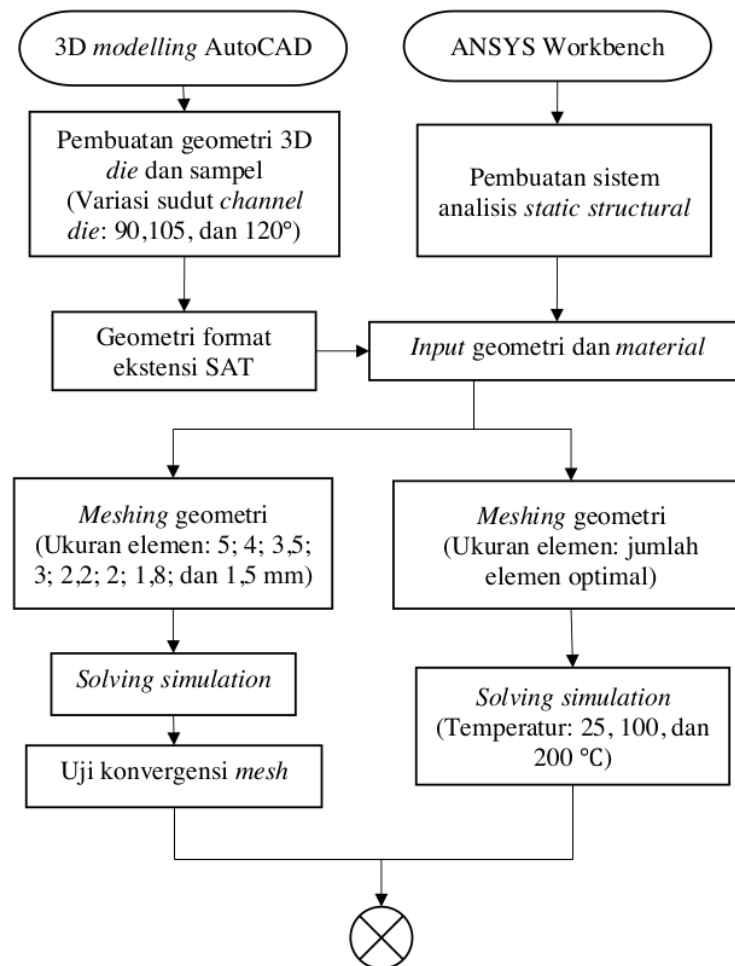 3D modelling AutoCAD
ANSYS Workbench
Pembuatan geometri 3D
die dan sampel
(Variasi sudut channel
die: 90,105, dan 120°)
Pembuatan sistem
analisis static structural
Geometri format
ekstensi SAT
Input geometri dan material
Meshing geometri
(Ukuran elemen: 5; 4; 3,5;
3; 2,2; 2; 1,8; dan 1,5 mm)
Meshing geometri
(Ukuran elemen: jumlah
elemen optimal)
Solving simulation
Uji konvergensi mesh
Solving simulation
(Temperatur: 25, 100, dan
200 °C)